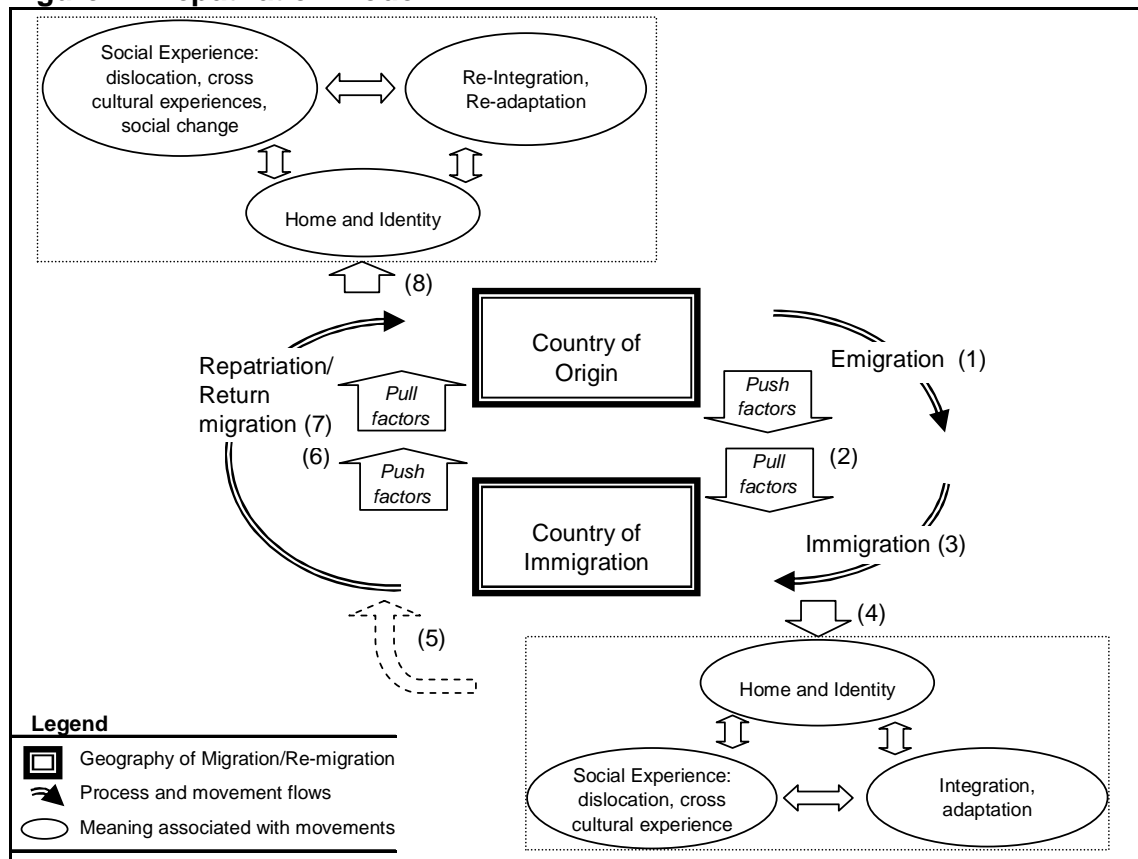 Social Experience:
dislocation, cross
cultural experiences,
social change
Re-Integration,
Re-adaptation
Home and Identity
(8)
Country of
Origin
Emigration (1)
Repatriation/
Return
migration (7)
Pull
factors
Push
factors
(6)
Push
factors
Pull
factors
(2)
Country of
Immigration
Immigration (3)
(4)
(5)
Home and Identity
Social Experience:
dislocation, cross
cultural experience
Integration,
adaptation
Legend
Geography of Migration/Re-migration
Process and movement flows
Meaning associated with movements